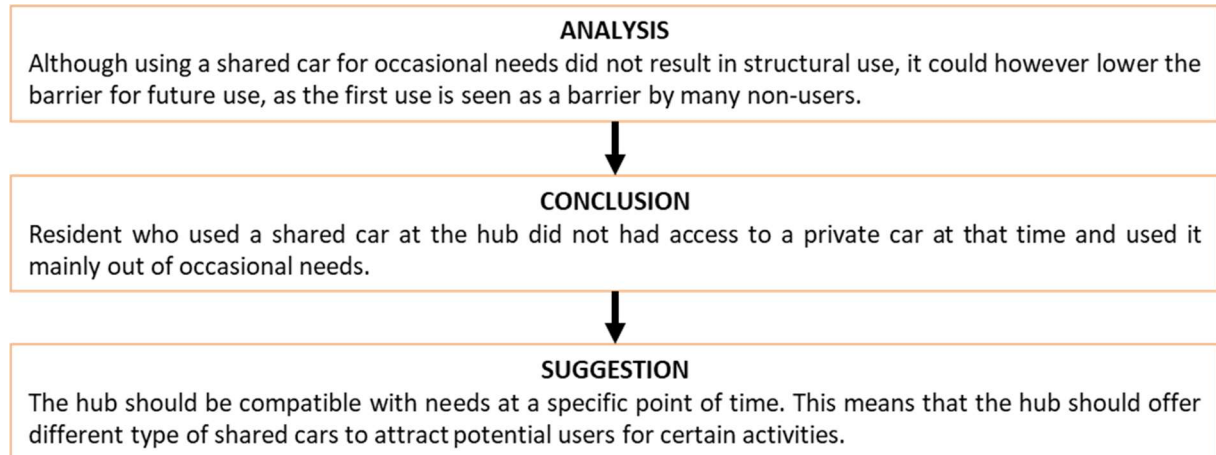 ANALYSIS
Although using a shared car for occasional needs did not result in structural use, it could however lower the
barrier for future use, as the first use is seen as a barrier by many non-users.
CONCLUSION
Resident who used a shared car at the hub did not had access to a private car at that time and used it
mainly out of occasional needs.
SUGGESTION
The hub should be compatible with needs at a specific point of time. This means that the hub should offer
different type of shared cars to attract potential users for certain activities.